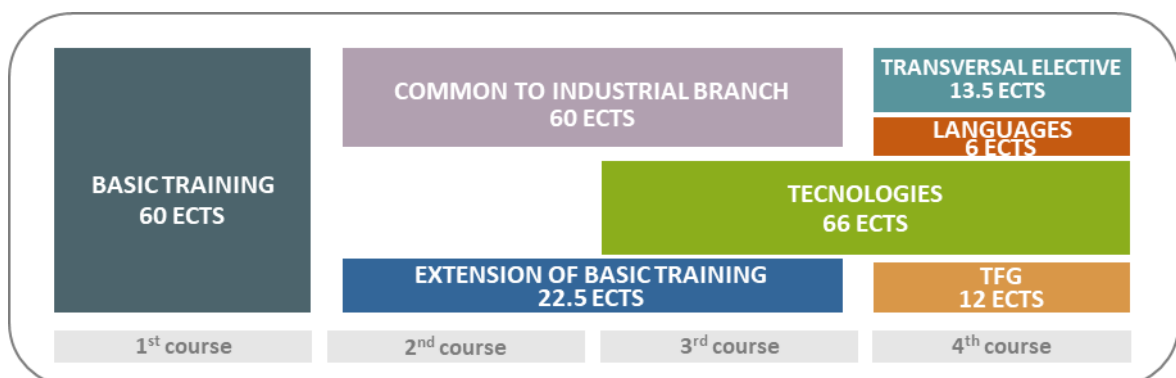 BASIC TRAINING
60 ECTS
COMMON TO INDUSTRIAL BRANCH
60 ECTS
TRANSVERSAL ELECTIVE
13.5 ECTS
LANGUAGES
6 ECTS
TECNOLOGIES
66 ECTS
EXTENSION OF BASIC TRAINING
22.5 ECTS
TFG
12 ECTS
1st course
2nd course
3rd course
4th course